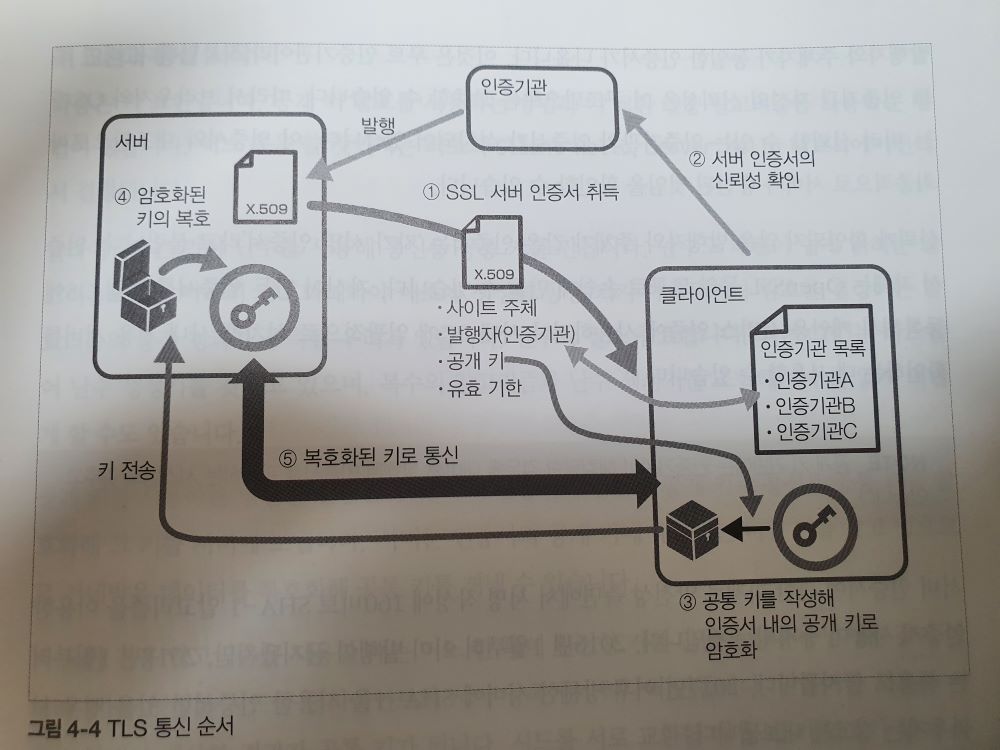 인증기관
발행
서버
② 서버 인증서의
신뢰성 확인
X.509
① SSL 서버 인증서 취득
④ 암호화된
키의 복호
X.509
클라이언트
· 사이트 주체
· 발행자(인증기관)
· 공개 키
· 유효 기한
인증기관 목록
· 인증기관A
· 인증기관B
· 인증기관C
⑤ 복호화된 키로 통신
키 전송
③ 공통 키를 작성해
인증서 내의 공개 키로
암호화
그림 4-4 TLS 통신 순서